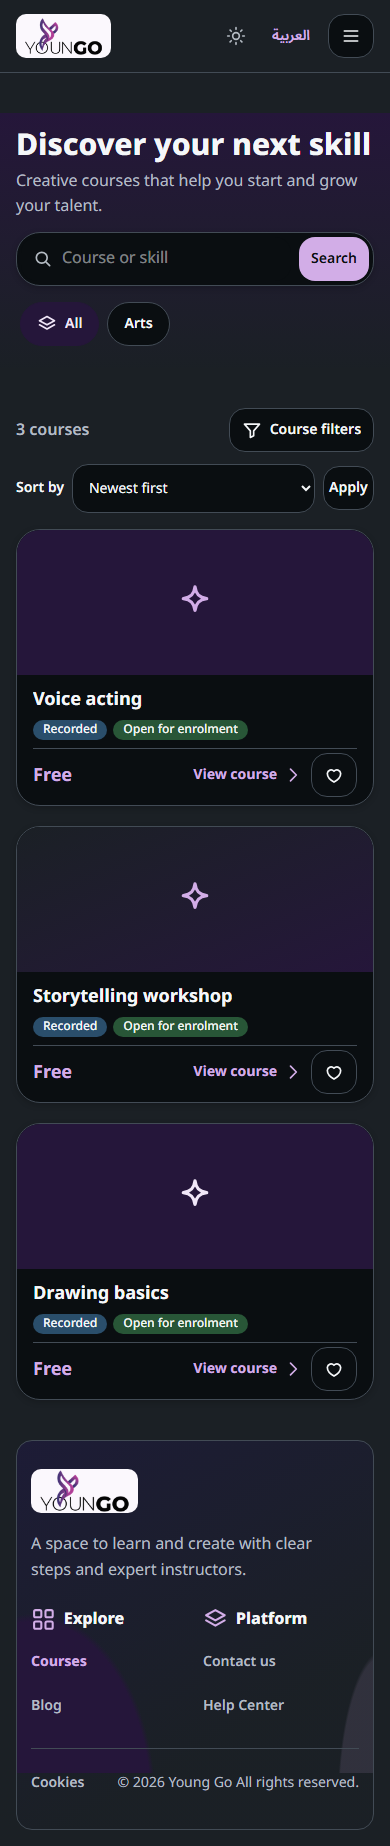 YOUNGO
العربية
Discover your next skill
Creative courses that help you start and grow
your talent.
Course or skill
Search
All
Arts
3 courses
Course filters
Sort by
Newest first
Apply
Voice acting
Recorded
Open for enrolment
Free
View course
Storytelling workshop
Recorded
Open for enrolment
Free
View course
Drawing basics
Recorded
Open for enrolment
Free
View course
YOUNGO
A space to learn and create with clear
steps and expert instructors.
Explore
Platform
Courses
Contact us
Blog
Help Center
Cookies
© 2026 Young Go All rights reserved.